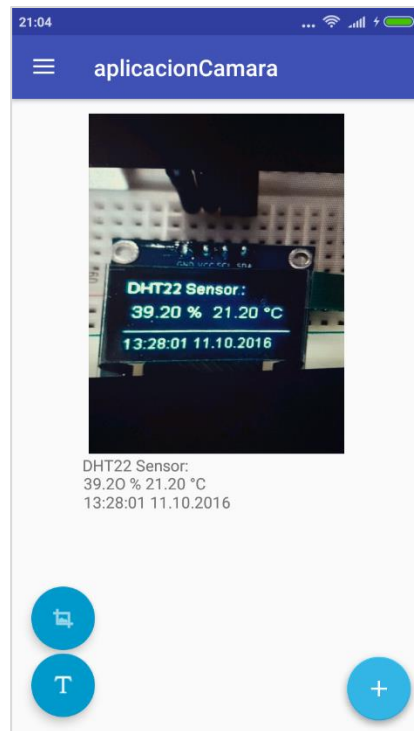 21:04
...
aplicacionCamara
GND VCC SCL SDA
DHT22 Sensor:
39.20 % 21.20 °C
13:28:01 11.10.2016
DHT22 Sensor:
39.2O % 21.20 °C
13:28:01 11.10.2016
T
+